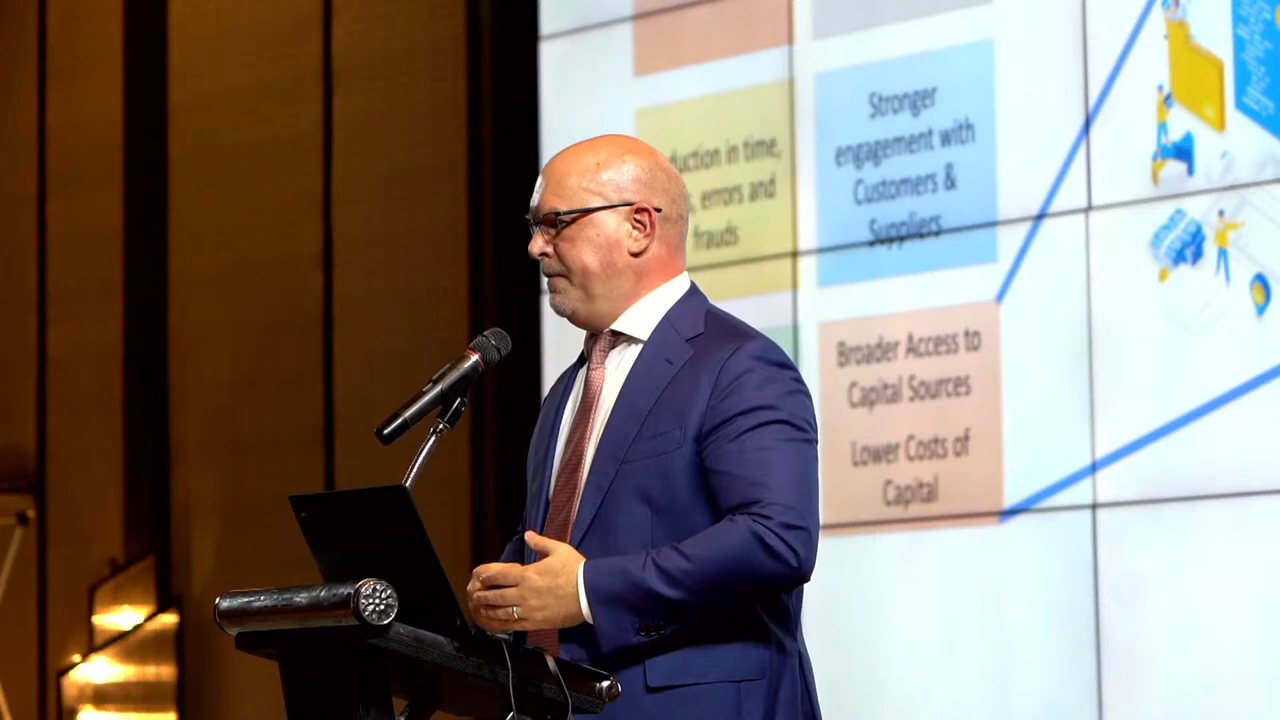 in time,
errors and
frauds
Stronger
engagement with
Customers &
Suppliers
Broader Access to
Capital Sources
Lower Costs of
Capital